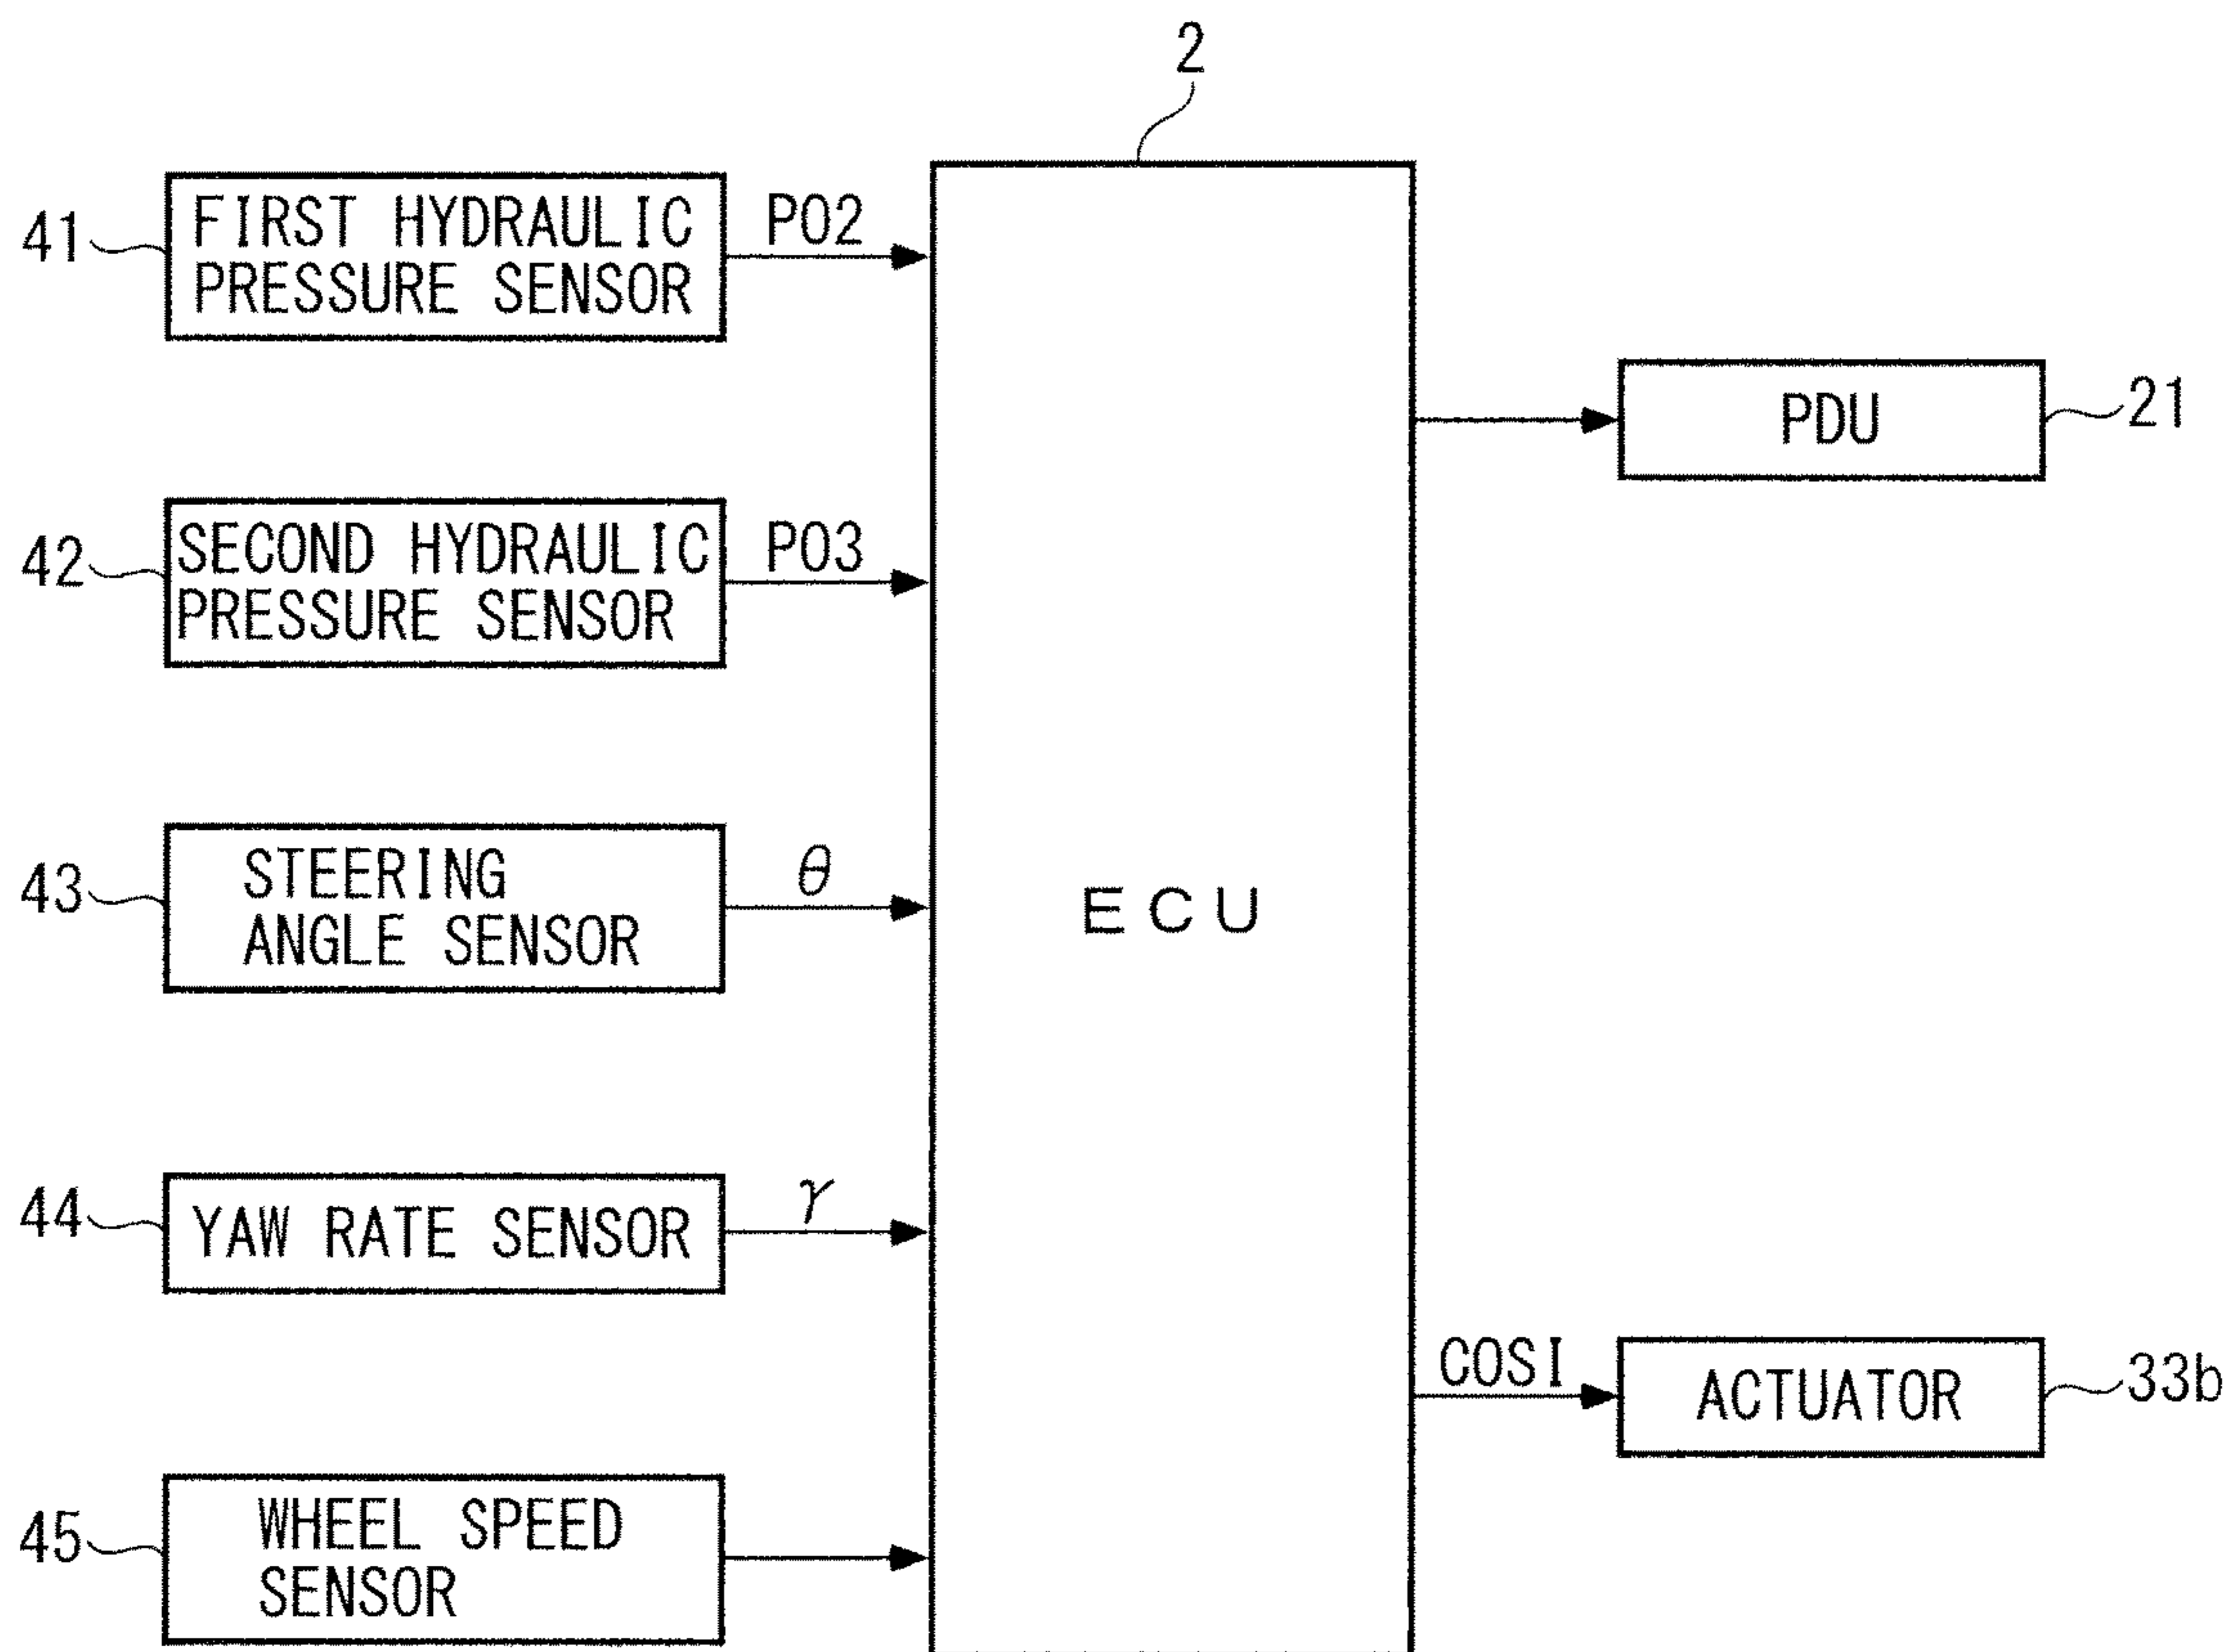 2
41
FIRST HYDRAULIC
PRESSURE SENSOR
PO2
42
SECOND HYDRAULIC
PRESSURE SENSOR
PO3
43
STEERING
ANGLE SENSOR
θ
44
YAW RATE SENSOR
γ
45
WHEEL SPEED
SENSOR
ECU
PDU
21
COSI
ACTUATOR
33b